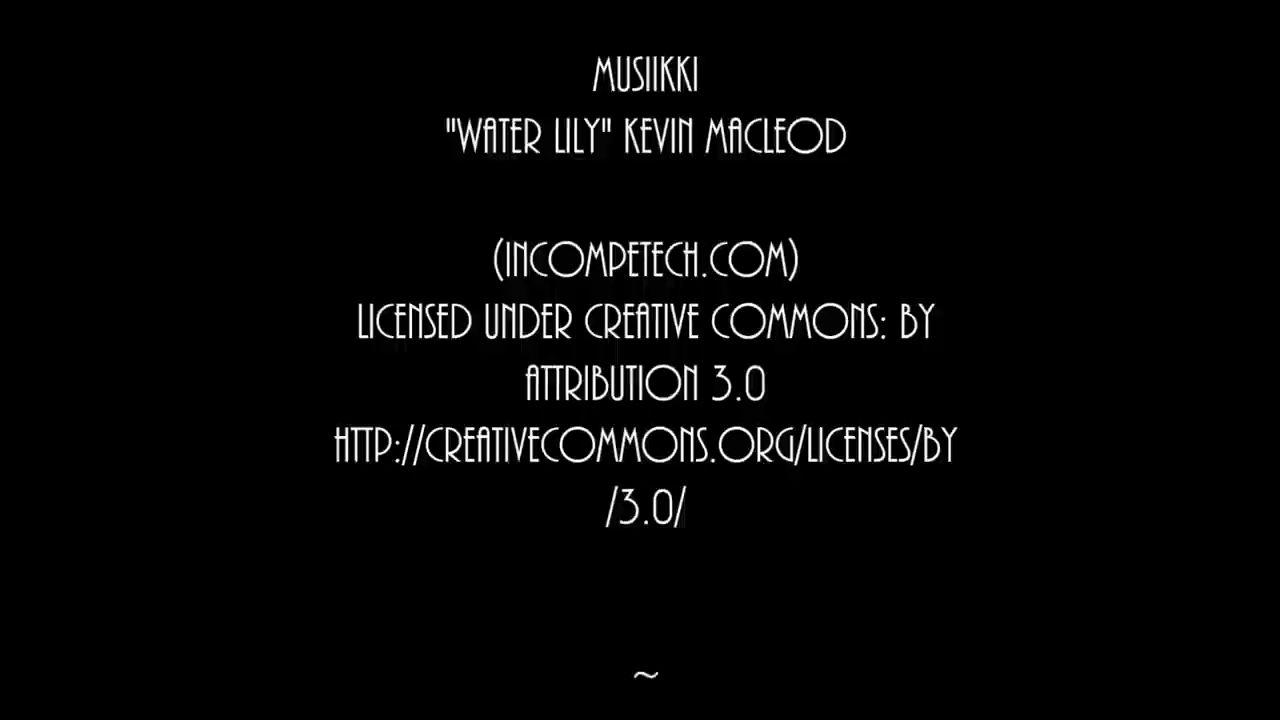 MUSIIKKI
"WATER LILY" KEVIN MACLEOD
(INCOMPETECH.COM)
LICENSED UNDER CREATIVE COMMONS: BY
ATTRIBUTION 3.0
HTTP://CREATIVECOMMONS.ORG/LICENSES/BY
/3.0/
~